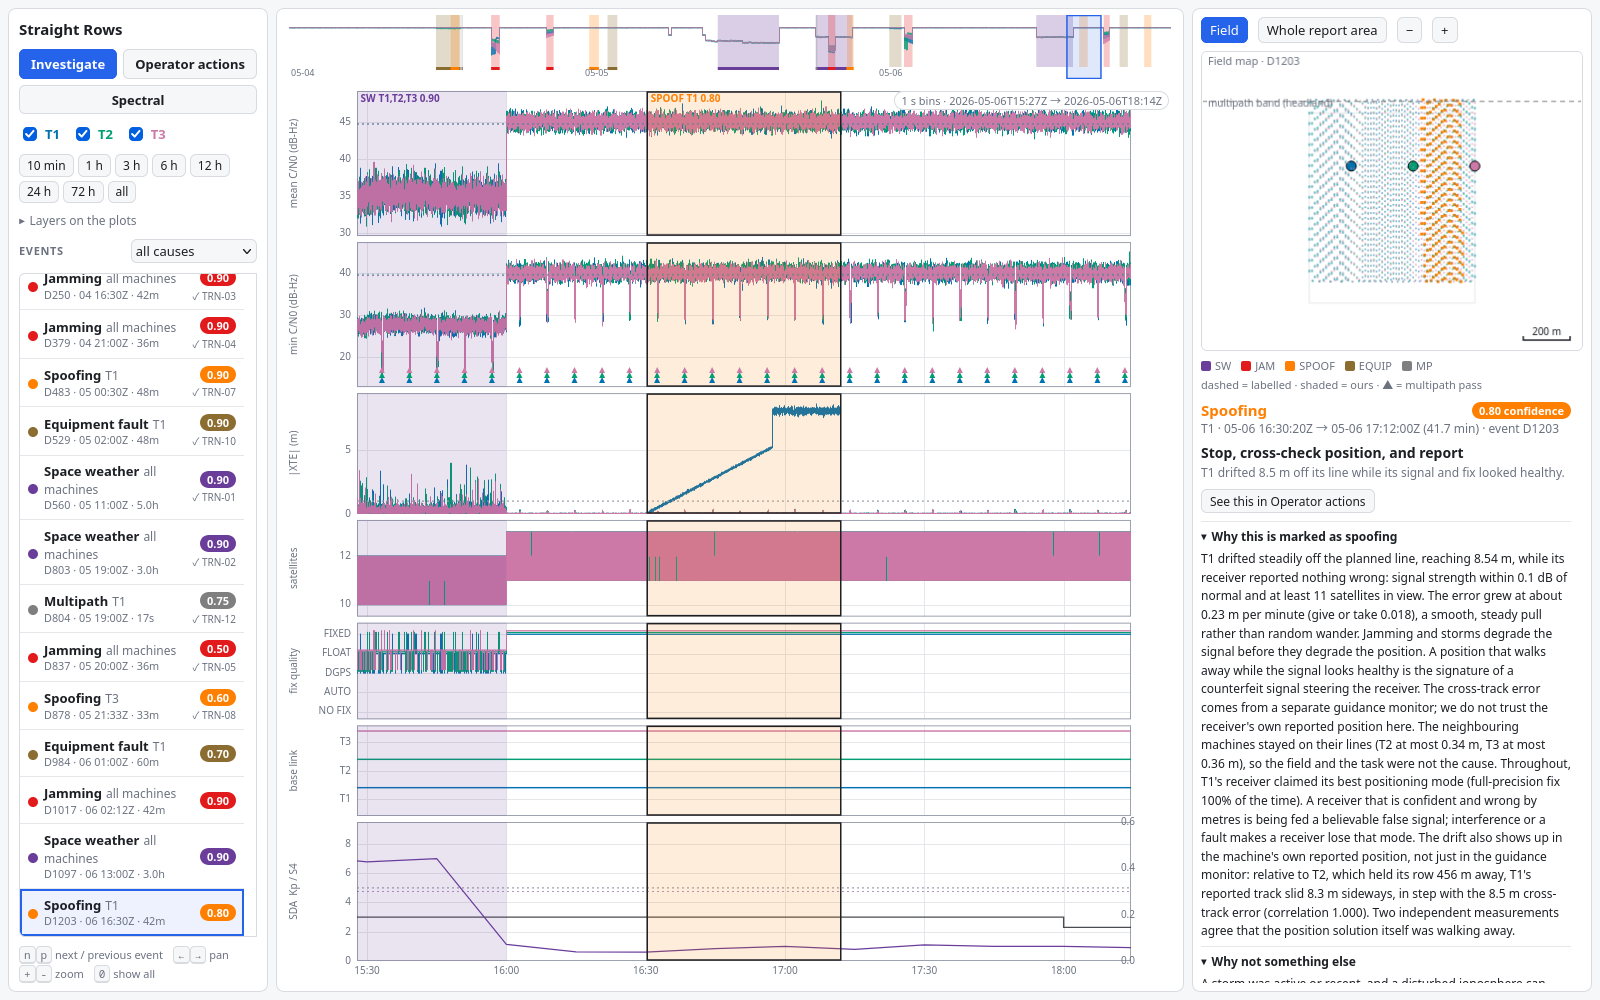 Straight Rows
Investigate
Operator actions
Spectral
T1
T2
T3
10 min
1 h
3 h
6 h
12 h
24 h
72 h
all
▸ Layers on the plots
EVENTS
all causes
Jamming all machines
0.90
D250 · 04 16:30Z · 42m
✓ TRN-03
Jamming all machines
0.90
D379 · 04 21:00Z · 36m
✓ TRN-04
Spoofing T1
0.90
D483 · 05 00:30Z · 48m
✓ TRN-07
Equipment fault T1
0.90
D529 · 05 02:00Z · 48m
✓ TRN-10
Space weather all
machines
0.90
D560 · 05 11:00Z · 5.0h
✓ TRN-01
Space weather all
machines
0.90
D803 · 05 19:00Z · 3.0h
✓ TRN-02
Multipath T1
0.75
D804 · 05 19:00Z · 17s
✓ TRN-12
Jamming all machines
0.50
D837 · 05 20:00Z · 36m
✓ TRN-05
Spoofing T3
0.60
D878 · 05 21:33Z · 33m
✓ TRN-08
Equipment fault T1
0.70
D984 · 06 01:00Z · 60m
Jamming all machines
0.90
D1017 · 06 02:12Z · 42m
Space weather all
machines
0.90
D1097 · 06 13:00Z · 3.0h
Spoofing T1
0.80
D1203 · 06 16:30Z · 42m
n p next / previous event ← → pan
+ - zoom 0 show all
05-04
05-05
05-06
SW T1,T2,T3 0.90
SPOOF T1 0.80
1 s bins · 2026-05-06T15:27Z → 2026-05-06T18:14Z
mean C/N0 (dB-Hz)
45
40
35
30
min C/N0 (dB-Hz)
40
30
20
|XTE| (m)
5
0
satellites
12
10
fix quality
FIXED
FLOAT
DGPS
AUTO
NO FIX
base link
T3
T2
T1
SDA Kp / S4
8
6
4
2
0
0.6
0.4
0.2
0.0
15:30
16:00
16:30
17:00
17:30
18:00
Field
Whole report area
−
+
Field map · D1203
multipath band (headland)
200 m
SW
JAM
SPOOF
EQUIP
MP
dashed = labelled · shaded = ours · ▲ = multipath pass
Spoofing
0.80 confidence
T1 · 05-06 16:30:20Z → 05-06 17:12:00Z (41.7 min) · event D1203
Stop, cross-check position, and report
T1 drifted 8.5 m off its line while its signal and fix looked healthy.
See this in Operator actions
▾ Why this is marked as spoofing
T1 drifted steadily off the planned line, reaching 8.54 m, while its
receiver reported nothing wrong: signal strength within 0.1 dB of
normal and at least 11 satellites in view. The error grew at about
0.23 m per minute (give or take 0.018), a smooth, steady pull
rather than random wander. Jamming and storms degrade the
signal before they degrade the position. A position that walks
away while the signal looks healthy is the signature of a
counterfeit signal steering the receiver. The cross-track error
comes from a separate guidance monitor; we do not trust the
receiver's own reported position here. The neighbouring
machines stayed on their lines (T2 at most 0.34 m, T3 at most
0.36 m), so the field and the task were not the cause. Throughout,
T1's receiver claimed its best positioning mode (full-precision fix
100% of the time). A receiver that is confident and wrong by
metres is being fed a believable false signal; interference or a
fault makes a receiver lose that mode. The drift also shows up in
the machine's own reported position, not just in the guidance
monitor: relative to T2, which held its row 456 m away, T1's
reported track slid 8.3 m sideways, in step with the 8.5 m cross-
track error (correlation 1.000). Two independent measurements
agree that the position solution itself was walking away.
▾ Why not something else
A storm was active or recent, and a disturbed ionosphere can